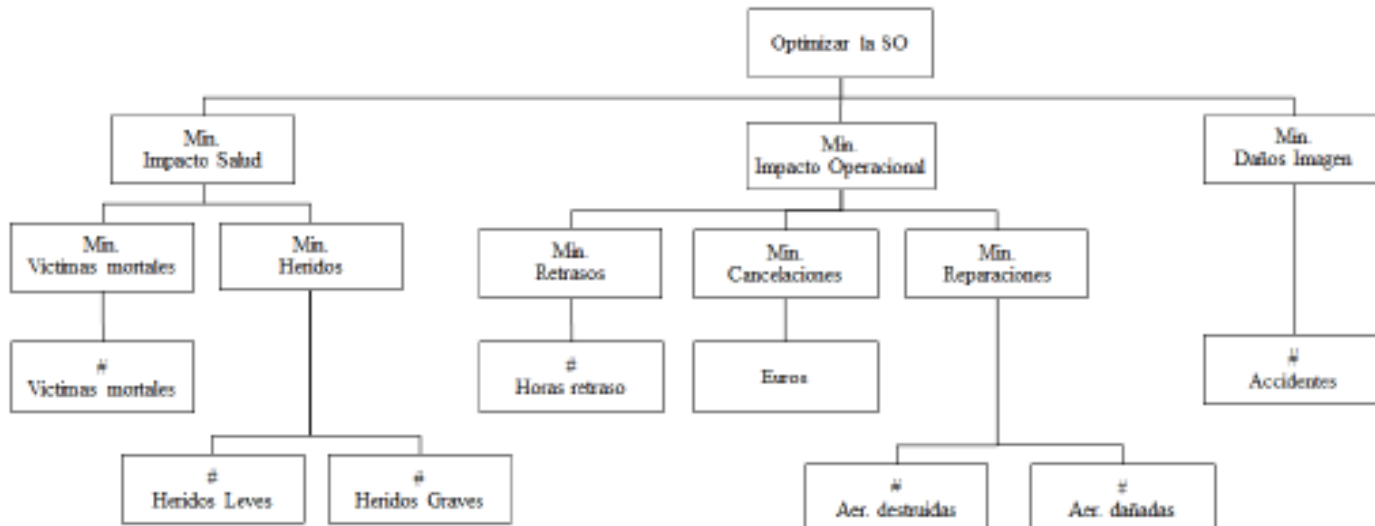 Optimizar la SO
Min.
Impacto Salud
Min.
Impacto Operacional
Min.
Daños Imagen
Min.
Victimas mortales
Min.
Heridos
Min.
Retrasos
Min.
Cancelaciones
Min.
Reparaciones
#
Victimas mortales
#
Horas retraso
Euros
#
Accidentes
#
Heridos Leves
#
Heridos Graves
#
Aer. destruidas
#
Aer. dañadas